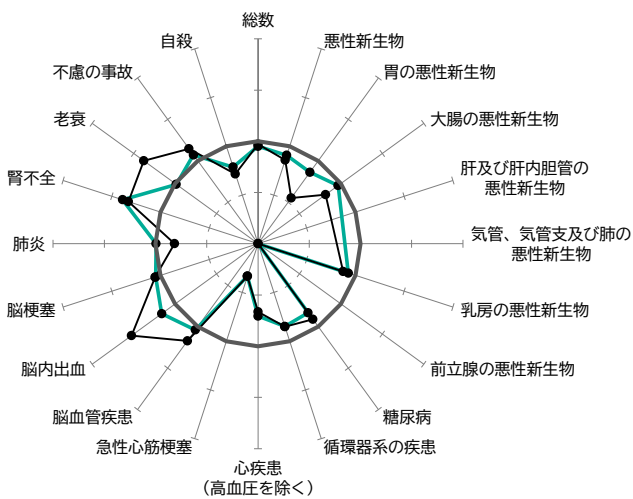 総数
悪性新生物
胃の悪性新生物
大腸の悪性新生物
肝及び肝内胆管の
悪性新生物
気管、気管支及び肺の
悪性新生物
乳房の悪性新生物
前立腺の悪性新生物
糖尿病
循環器系の疾患
心疾患
（高血圧を除く）
急性心筋梗塞
脳血管疾患
脳内出血
脳梗塞
肺炎
腎不全
老衰
不慮の事故
自殺